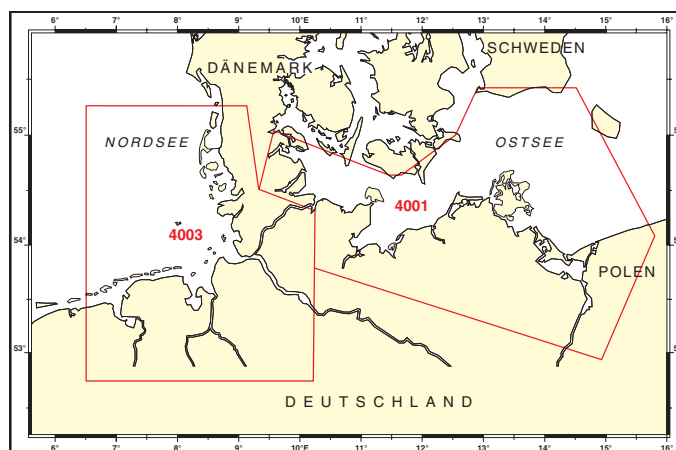 6° 7° 8° 9° 10° 11° 12° 13° 14° 15° 16°
SCHWEDEN
DÄNEMARK
55° NORDSEE OSTSEE
4001
54° 4003
POLEN
53°
DEUTSCHLAND
6° 7° 8° 9° 10° 11° 12° 13° 14° 15° 16°